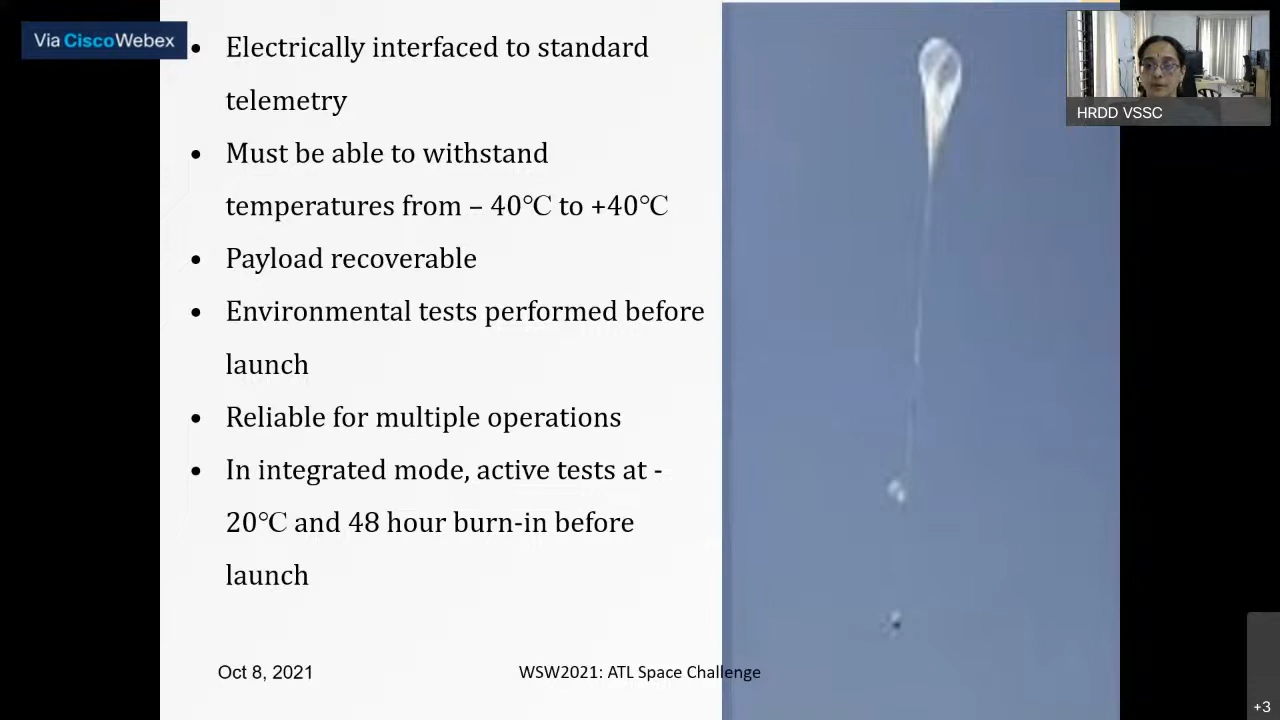 Via CiscoWebex
• Electrically interfaced to standard
telemetry
• Must be able to withstand
temperatures from – 40℃ to +40℃
• Payload recoverable
• Environmental tests performed before
launch
• Reliable for multiple operations
• In integrated mode, active tests at -
20℃ and 48 hour burn-in before
launch
HRDD VSSC
Oct 8, 2021
WSW2021: ATL Space Challenge
+3